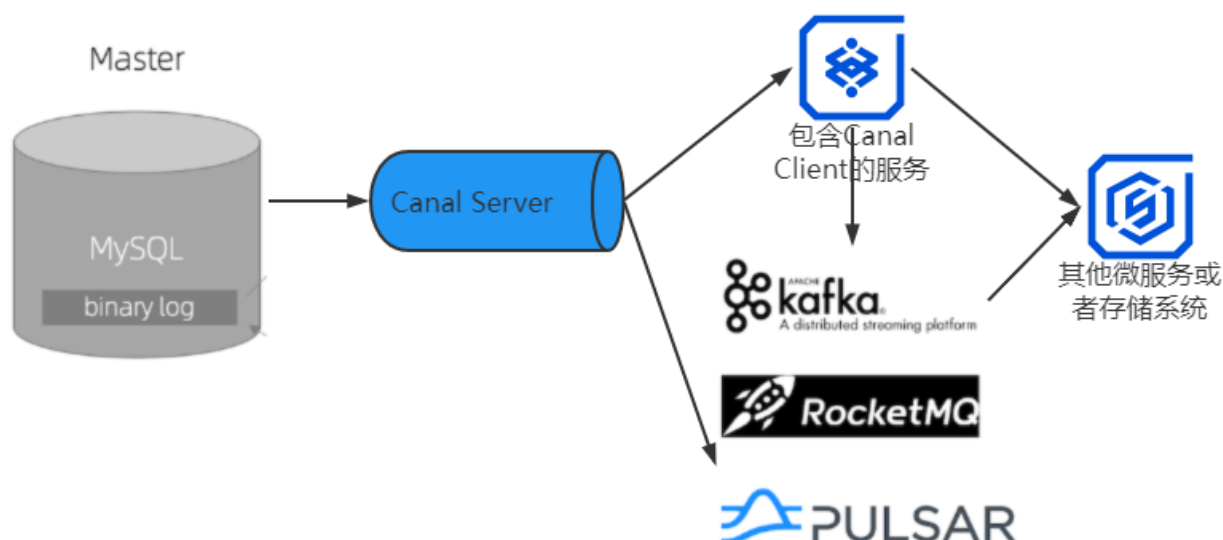 Master
MySQL
binary log
Canal Server
包含Canal
Client的服务
APACHE
kafka
A distributed streaming platform
RocketMQ
PULSAR
其他微服务或
者存储系统